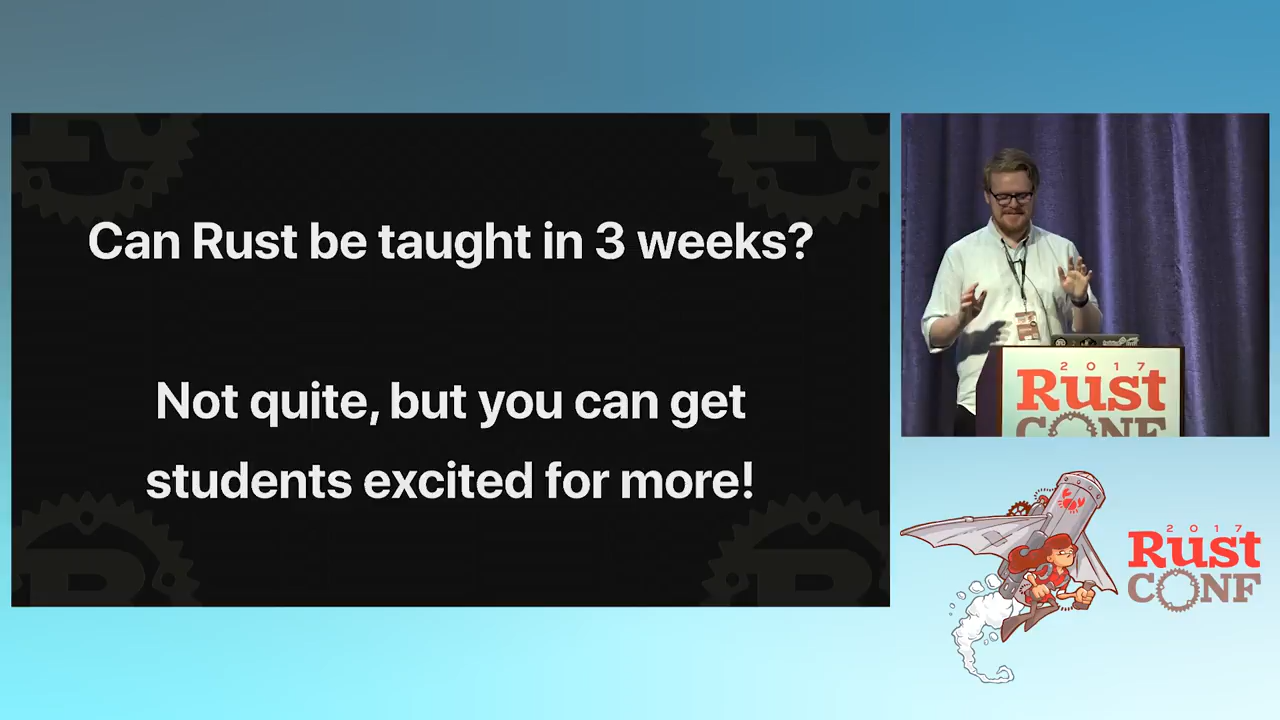 Can Rust be taught in 3 weeks?
Not quite, but you can get
students excited for more!
2017
Rust
CONF
2017
Rust
CONF